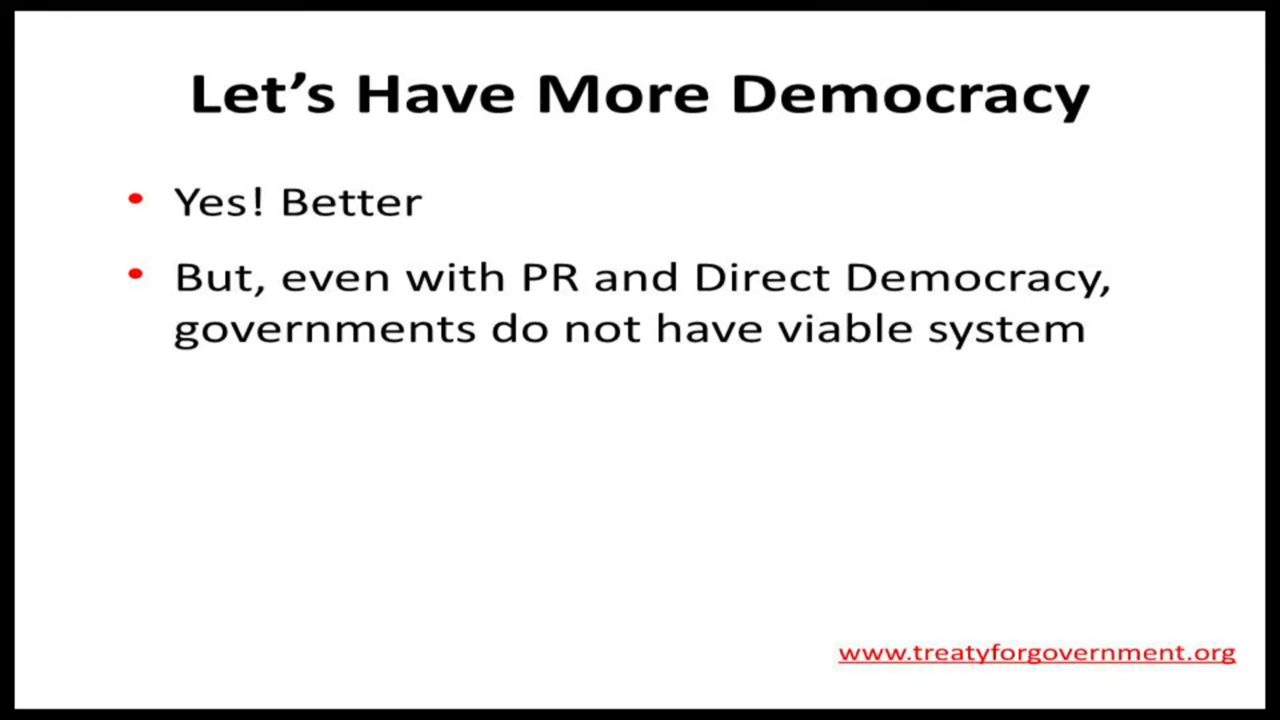 Let’s Have More Democracy
• Yes! Better
• But, even with PR and Direct Democracy,
governments do not have viable system
www.treatyforgovernment.org